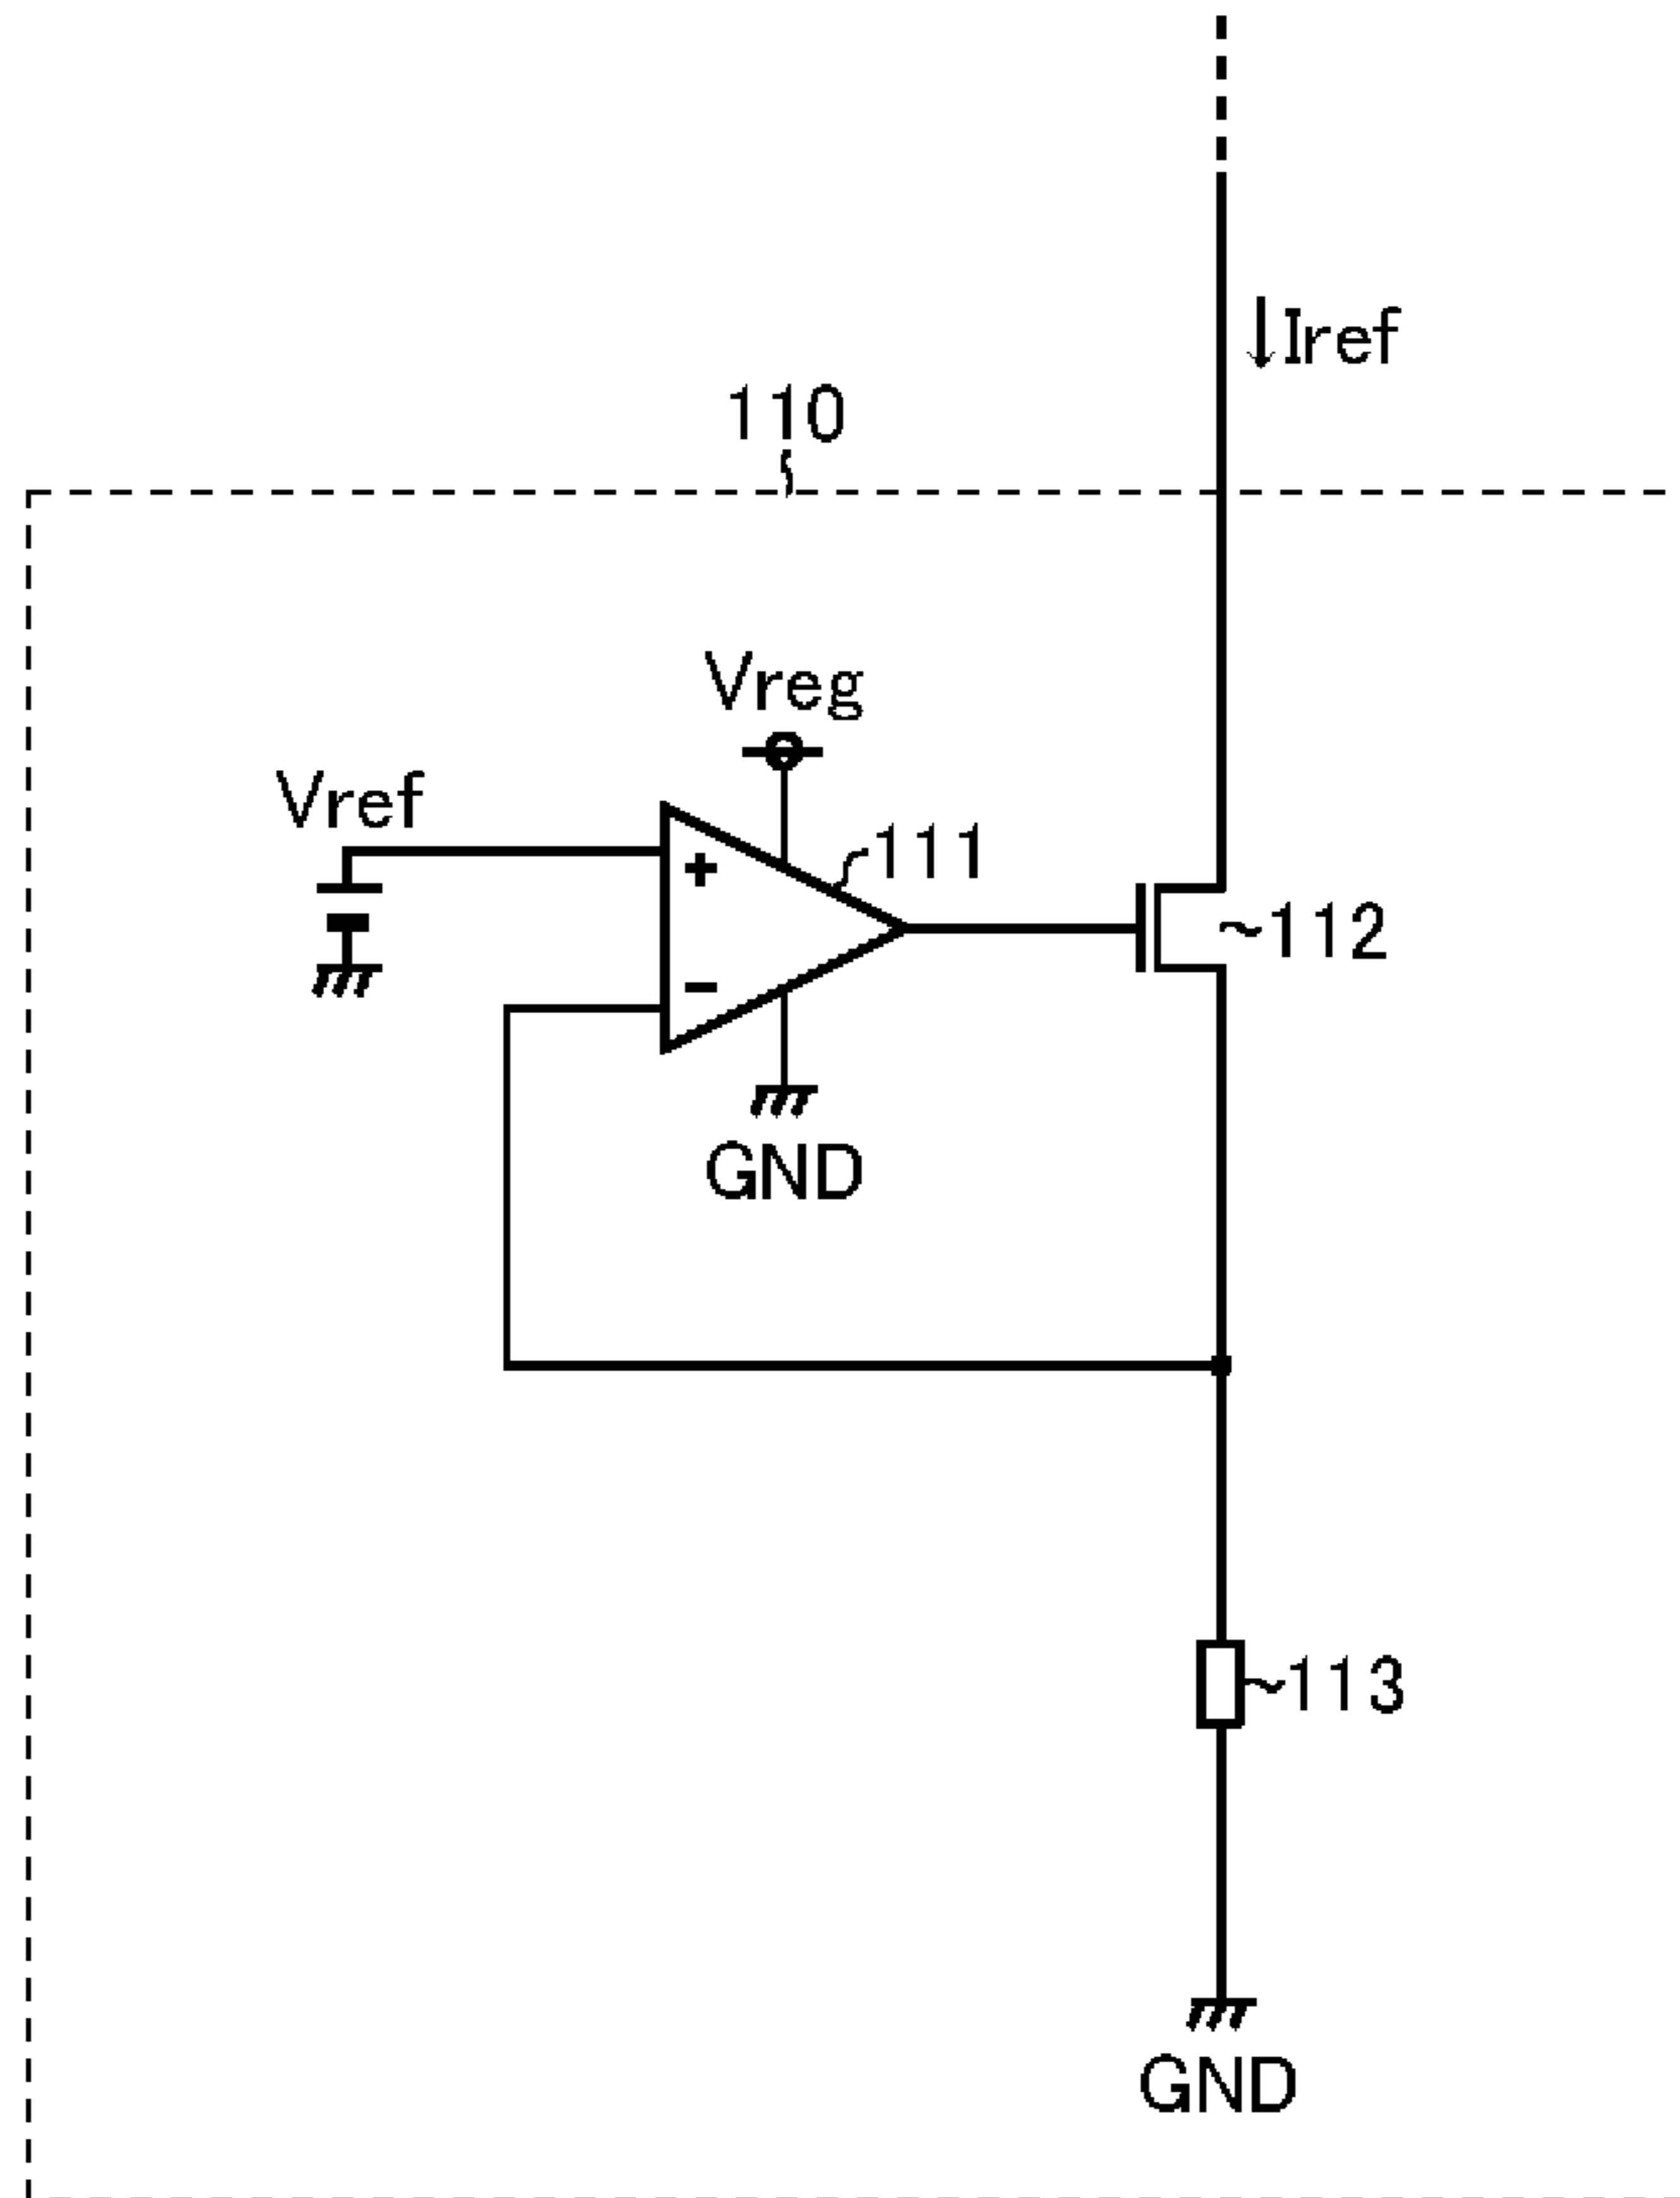 ↓Iref
110
Vreg
Vref
+
111
~112
-
GND
~113
GND